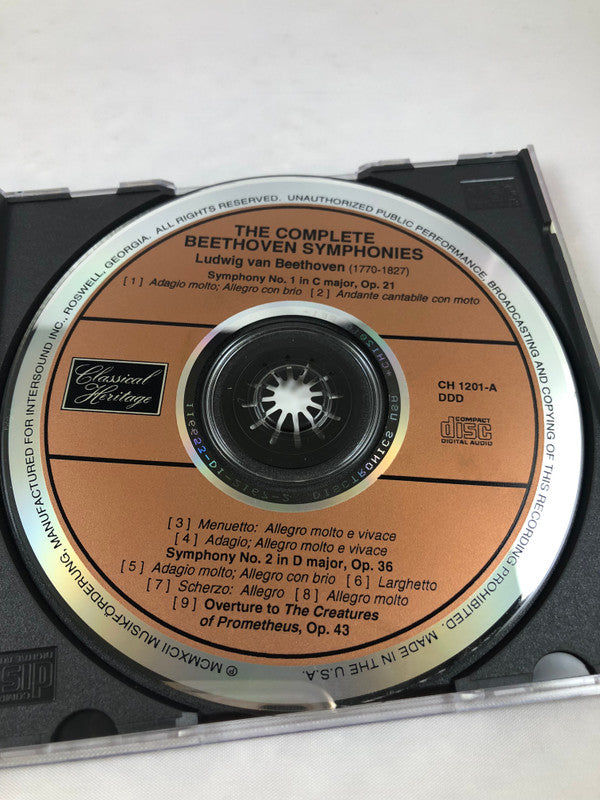 THE COMPLETE
BEETHOVEN SYMPHONIES
Ludwig van Beethoven (1770-1827)
Symphony No. 1 in C major, Op. 21
[1] Adagio molto; Allegro con brio [2] Andante cantabile con moto
Classical
Heritage
CH 1201-A
DDD
COMPACT
disc
DIGITAL AUDIO
[3] Menuetto: Allegro molto e vivace
[4] Adagio; Allegro molto e vivace
Symphony No. 2 in D major, Op. 36
[5] Adagio molto; Allegro con brio [6] Larghetto
[7] Scherzo: Allegro [8] Allegro molto
[9] Overture to The Creatures
of Prometheus, Op. 43
℗ MCMXCII MUSIKFÖRDERUNG, MANUFACTURED FOR INTERSOUND INC., ROSWELL, GEORGIA. ALL RIGHTS RESERVED. UNAUTHORIZED PUBLIC PERFORMANCE, BROADCASTING AND COPYING OF THIS RECORDING PROHIBITED. MADE IN THE U.S.A.
DISCTRONICS USA
disc